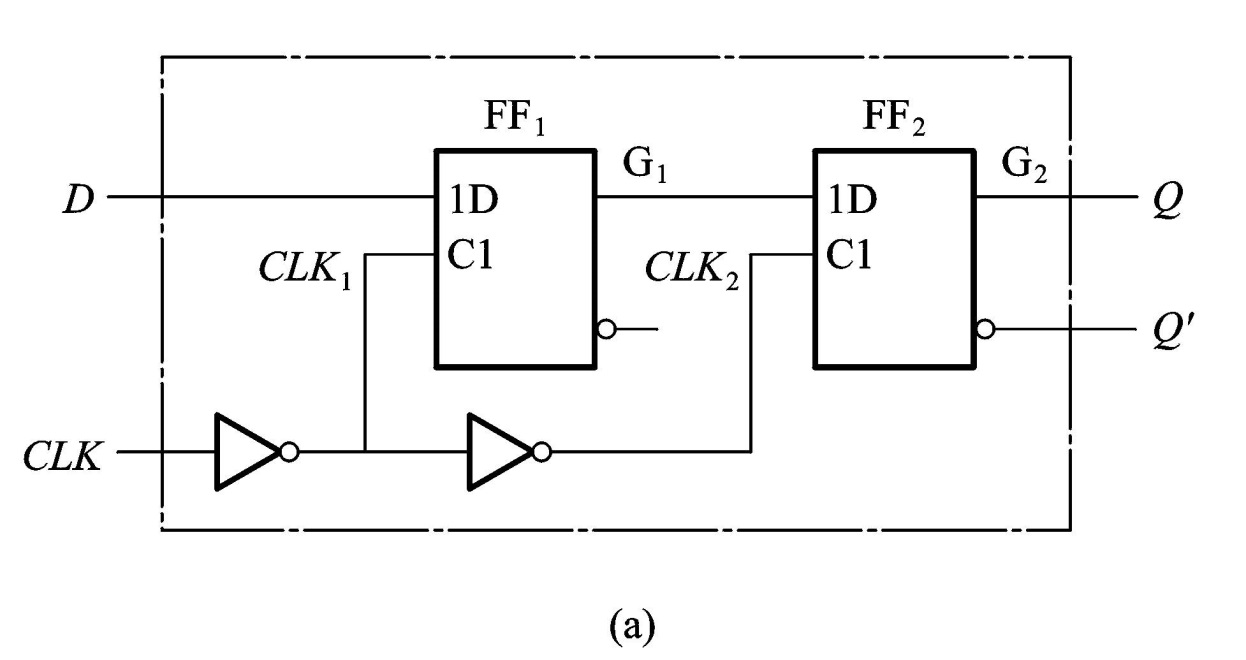 FF₁ FF₂
G₁ G₂
D 1D 1D Q
CLK₁ C1 CLK₂ C1
Q′
CLK
(a)